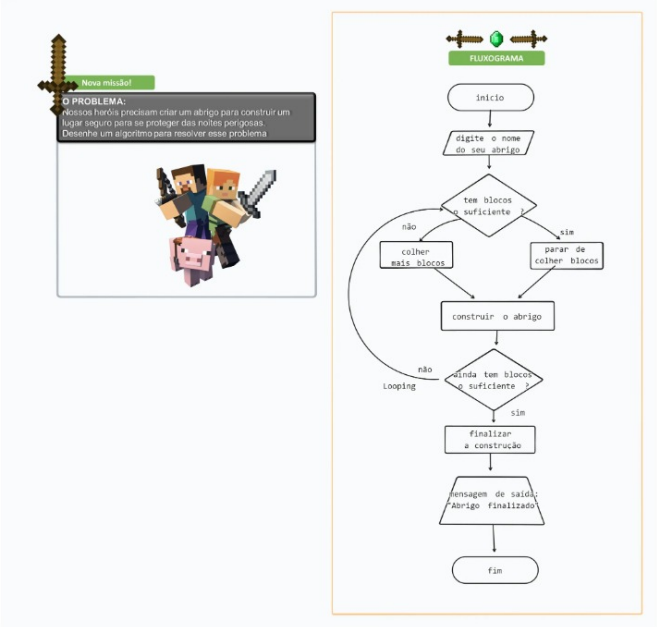 Nova missão!
O PROBLEMA:
Nossos heróis precisam criar um abrigo para construir um
lugar seguro para se proteger das noites perigosas.
Desenhe um algoritmo para resolver esse problema
FLUXOGRAMA
inicio
digite o nome
do seu abrigo
tem blocos
o suficiente ?
não
sim
colher
mais blocos
parar de
colher blocos
construir o abrigo
não
Looping
ainda tem blocos
o suficiente ?
sim
finalizar
a construção
mensagem de saída:
"Abrigo finalizado"
fim